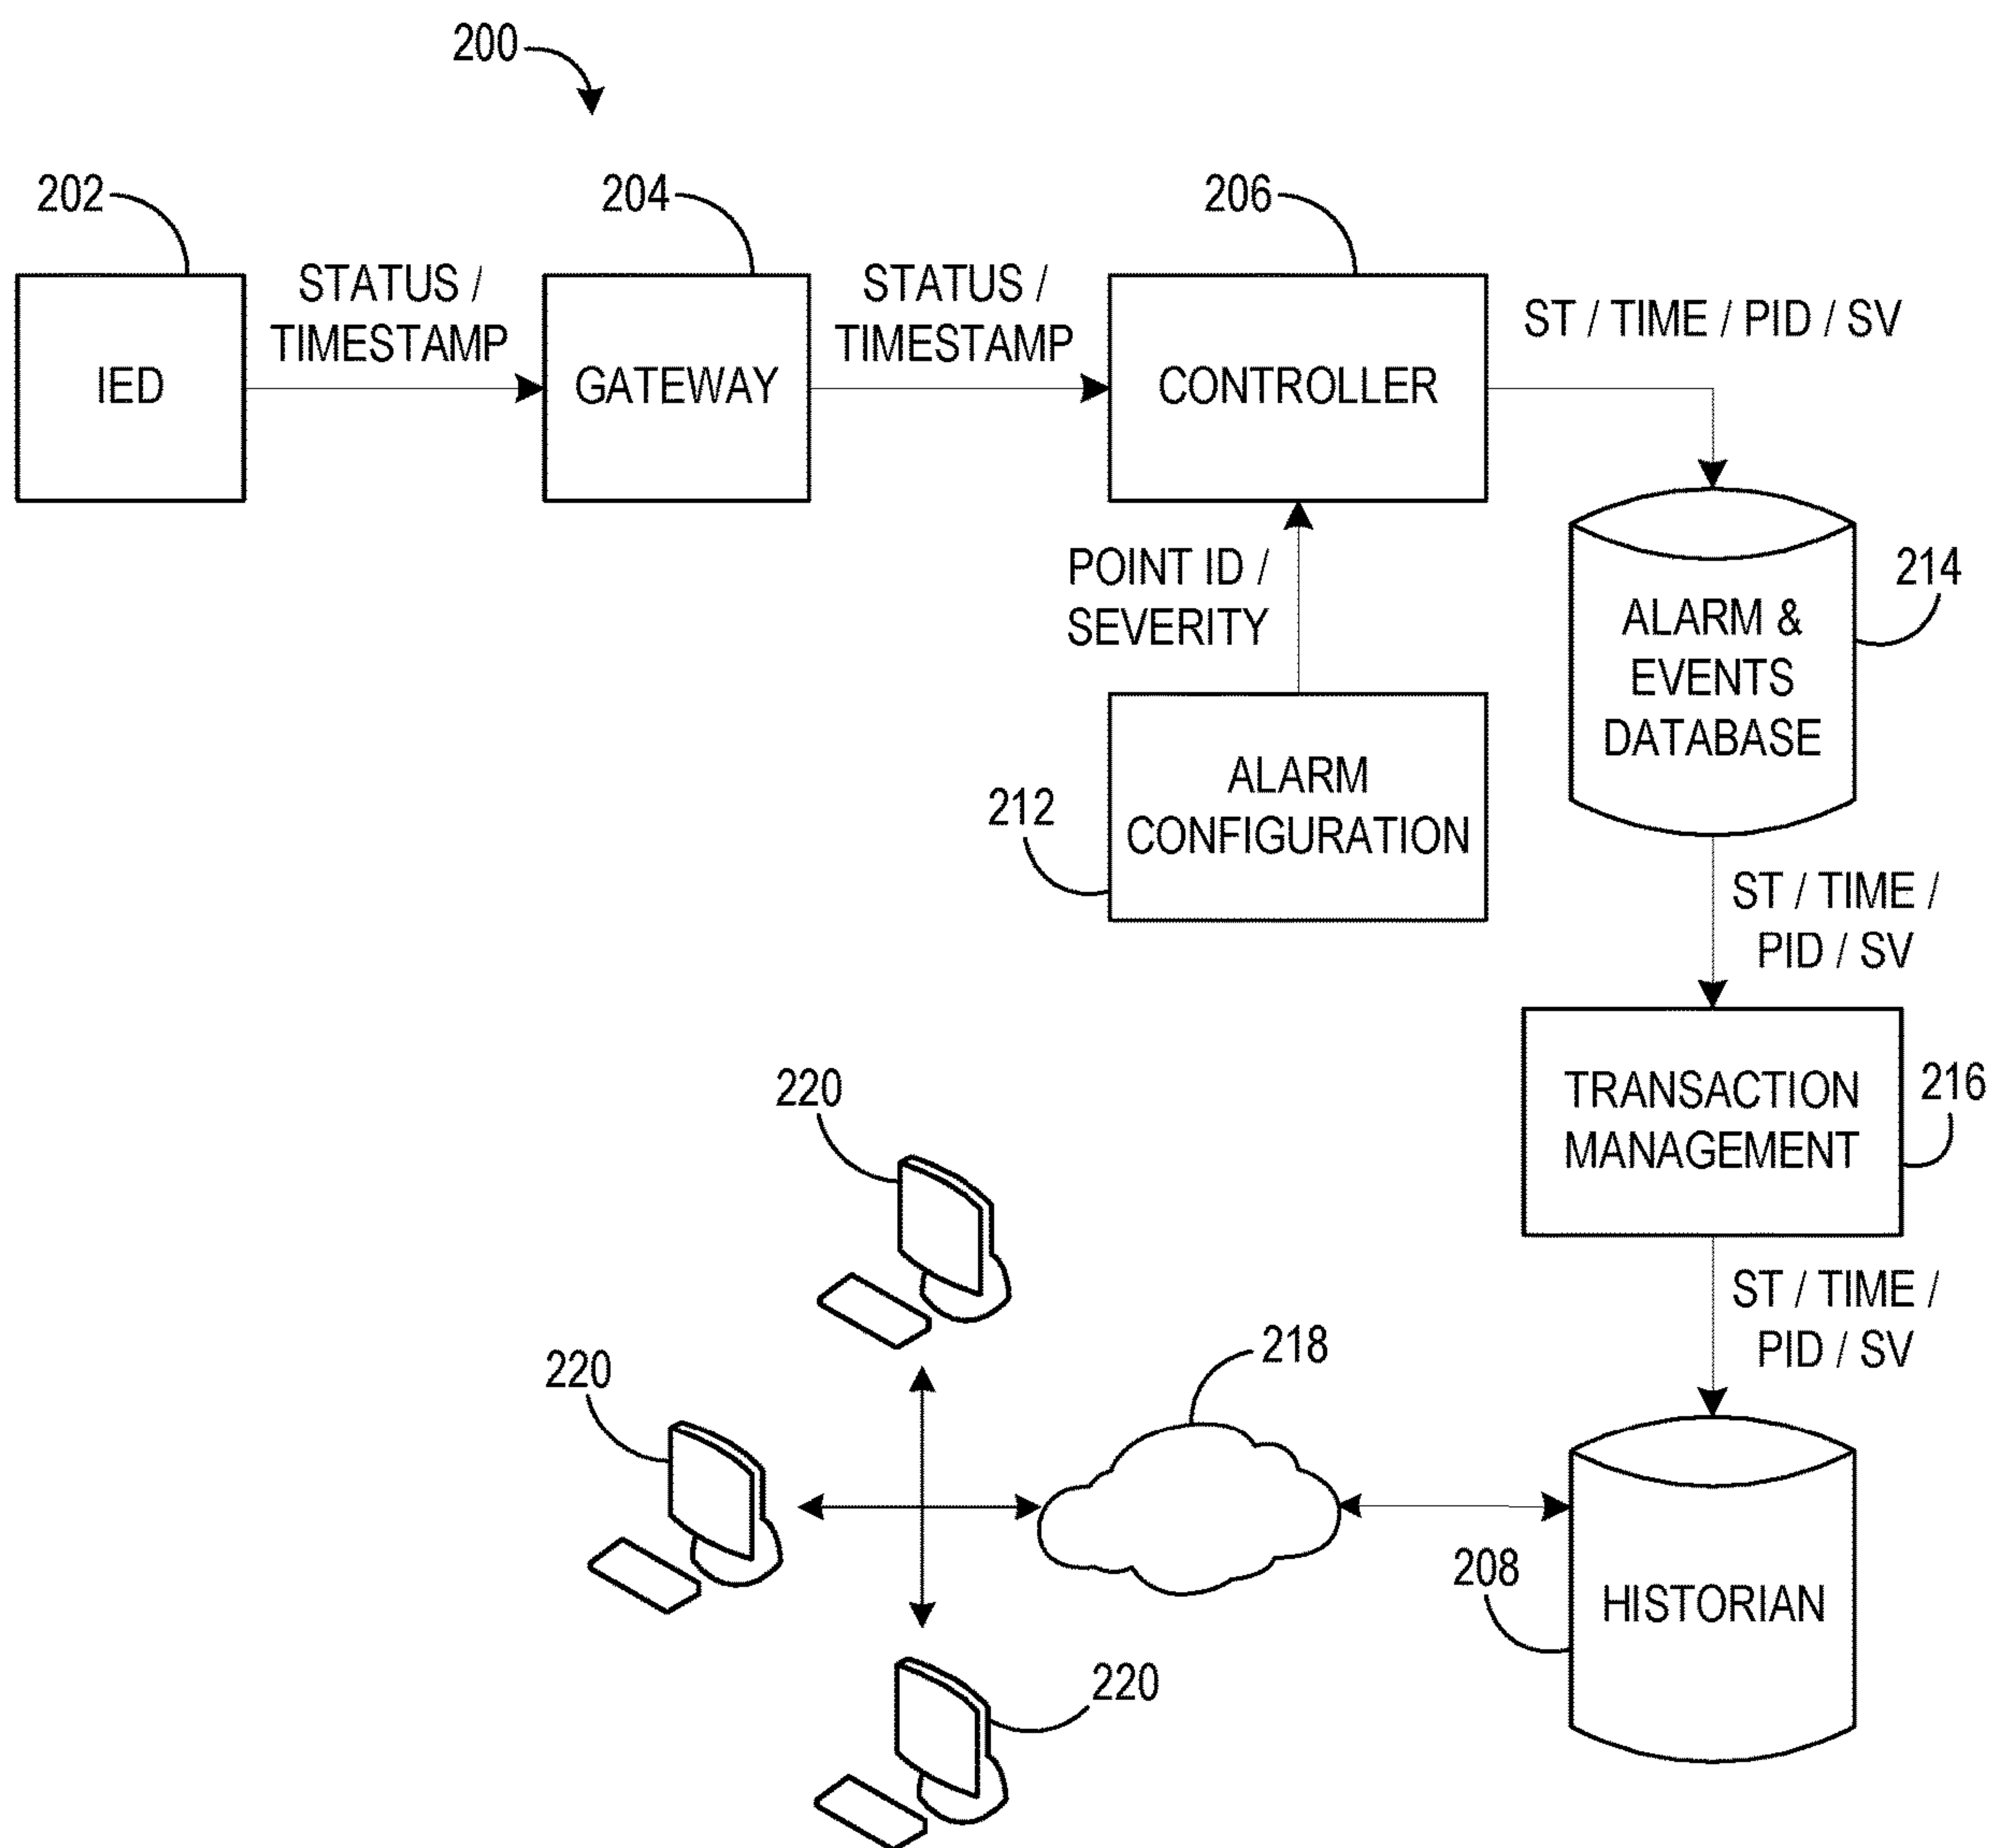 200
202
204
206
STATUS /
TIMESTAMP
STATUS /
TIMESTAMP
ST / TIME / PID / SV
IED
GATEWAY
CONTROLLER
POINT ID /
SEVERITY
214
ALARM &
EVENTS
DATABASE
212
ALARM
CONFIGURATION
ST / TIME /
PID / SV
216
TRANSACTION
MANAGEMENT
220
ST / TIME /
PID / SV
218
220
208
HISTORIAN
220